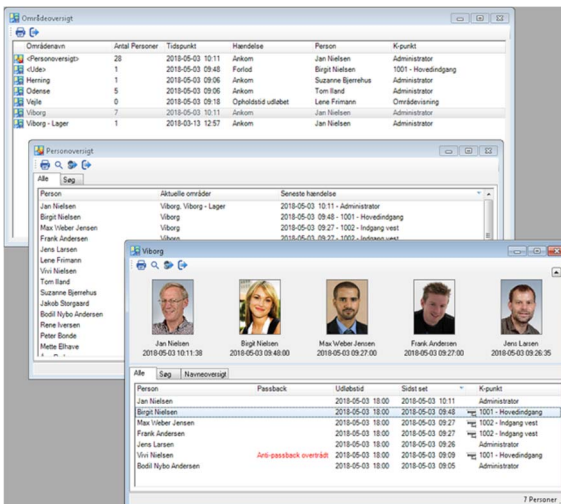 Områdeoversigt
Områdenavn Antal Personer Tidspunkt Hændelse Person K-punkt
<Personoversigt> 28 2018-05-03 10:11 Ankom Jan Nielsen Administrator
<Ude> 1 2018-05-03 09:48 Forlod Birgit Nielsen 1001 - Hovedindgang
Herning 1 2018-05-03 09:06 Ankom Suzanne Bjerrehus Administrator
Odense 5 2018-05-03 09:06 Ankom Tom Iland Administrator
Vejle 0 2018-05-03 09:18 Opholdstid udløbet Lene Frimann Områdevisning
Viborg 7 2018-05-03 10:11 Ankom Jan Nielsen Administrator
Viborg - Lager 1 2018-03-13 12:57 Ankom Jan Nielsen Administrator
Personoversigt
Alle Søg
Person Aktuelle områder Seneste hændelse
Jan Nielsen Viborg, Viborg - Lager 2018-05-03 10:11 - Administrator
Birgit Nielsen Viborg 2018-05-03 09:48 - 1001 - Hovedindgang
Max Weber Jensen Viborg 2018-05-03 09:27 - 1002 - Indgang vest
Frank Andersen Viborg 2018-05-03 09:27 - 1002 - Indgang vest
Jens Larsen
Lene Frimann
Vivi Nielsen
Tom Iland
Suzanne Bjerrehus
Jakob Storgaard
Bodil Nybo Andersen
Rene Iversen
Peter Bonde
Mette Elhave
Viborg
Jan Nielsen Birgit Nielsen Max Weber Jensen Frank Andersen Jens Larsen
2018-05-03 10:11:38 2018-05-03 09:48:00 2018-05-03 09:27:00 2018-05-03 09:27:00 2018-05-03 09:26:35
Alle Søg Navneoversigt
Person Passback Udløbstid Sidst set K-punkt
Jan Nielsen 2018-05-03 18:00 2018-05-03 10:11 Administrator
Birgit Nielsen 2018-05-03 18:00 2018-05-03 09:48 1001 - Hovedindgang
Max Weber Jensen 2018-05-03 18:00 2018-05-03 09:27 1002 - Indgang vest
Frank Andersen 2018-05-03 18:00 2018-05-03 09:27 1002 - Indgang vest
Jens Larsen 2018-05-03 18:00 2018-05-03 09:26 Administrator
Vivi Nielsen Anti-passback overtrådt 2018-05-03 18:00 2018-05-03 09:09 1001 - Hovedindgang
Bodil Nybo Andersen 2018-05-03 18:00 2018-05-03 09:05 Administrator
7 Personer